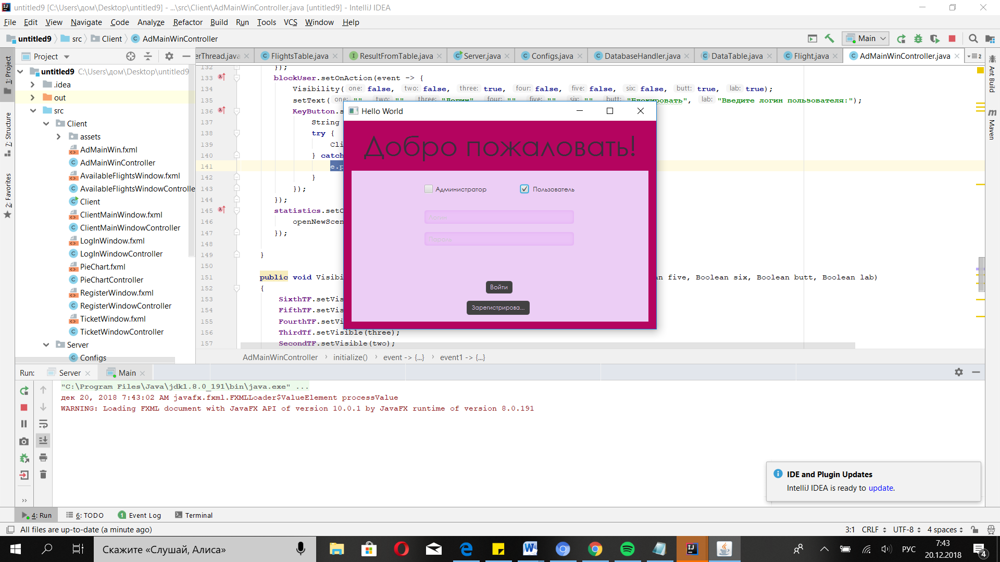 untitled9 [C:\Users\дом\Desktop\untitled9] - ...\src\Client\AdMainWinController.java [untitled9] - IntelliJ IDEA
File Edit View Navigate Code Analyze Refactor Build Run Tools VCS Window Help
untitled9 src Client AdMainWinController Main
Project erThread.java FlightsTable.java ResultFromTable.java Server.java Configs.java DatabaseHandler.java DataTable.java Flight.java AdMainWinController.java 2
1: Project
7: Structure
2: Favorites
untitled9 C:\Users\дом\Desktop\untitled9
.idea
out
src
Client
assets
AdMainWin.fxml
AdMainWinController
AvailableFlightsWindow.fxml
AvailableFlightsWindowControlle
Client
ClientMainWindow.fxml
ClientMainWindowController
LogInWindow.fxml
LogInWindowController
PieChart.fxml
PieChartController
RegisterWindow.fxml
RegisterWindowController
TicketWindow.fxml
TicketWindowController
Server
Configs
132 });
133 blockUser.setOnAction(event -> {
134 Visibility( one: false, two: false, three: true, four: false, five: false, six: false, butt: true, lab: true);
135 setText( one: "", two: "", three: "Логин", four: "", five: "", six: "", butt: "Блокировать", lab: "Введите логин пользователя:");
136 KeyButton.s
137 String
138 try {
139 Cli
140 } catch
141 e.p
142 }
143 });
144 });
145 statistics.setO
146 openNewScen
147 });
148
149 }
150
151 public void Visibi n five, Boolean six, Boolean butt, Boolean lab)
152 {
153 SixthTF.setVis
154 FifthTF.setVis
155 FourthTF.setVi
156 ThirdTf.setVisible(three);
157 SecondTF.setVisible(two);
AdMainWinController initialize() event -> {...} event1 -> {...}
Hello World
Добро пожаловать!
Администратор Пользователь
Логин
Пароль
Войти
Зарегистрирова...
Ant Build
m Maven
Run: Server Main
"C:\Program Files\Java\jdk1.8.0_191\bin\java.exe" ...
дек 20, 2018 7:43:02 AM javafx.fxml.FXMLLoader$ValueElement processValue
WARNING: Loading FXML document with JavaFX API of version 10.0.1 by JavaFX runtime of version 8.0.191
IDE and Plugin Updates
IntelliJ IDEA is ready to update.
4: Run 6: TODO 1 Event Log Terminal
All files are up-to-date (a minute ago) 3:1 CRLF UTF-8 4 spaces
Скажите «Слушай, Алиса» РУС 7:43
20.12.2018 4